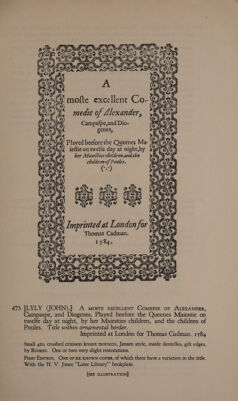 A
moste excellent Co-
medie of Alexander,
Campaspe, and Dio-
genes,
Played beefore the Queenes Ma-
iestie on twelfe day at night, by
her Maiesties children, and the
children of Poules.
(∵)
Imprinted at London for
Thomas Cadman.
1584.
473 [LYLY (JOHN).] A MOSTE EXCELLENT COMEDIE OF ALEXANDER,
Campaspe, and Diogenes, Played beefore the Queenes Maiestie on
twelfe day at night, by her Maiesties children, and the children of
Poules. Title within ornamental border.
Imprinted at London for Thomas Cadman. 1584
Small 4to, crushed crimson levant morocco, Jansen style, inside dentelles, gilt edges,
by Riviere. One or two very slight restorations.
FIRST EDITION. ONE OF SIX KNOWN COPIES, of which three have a variation in the title.
With the H. V. Jones "Later Library" bookplate.
[SEE ILLUSTRATION]